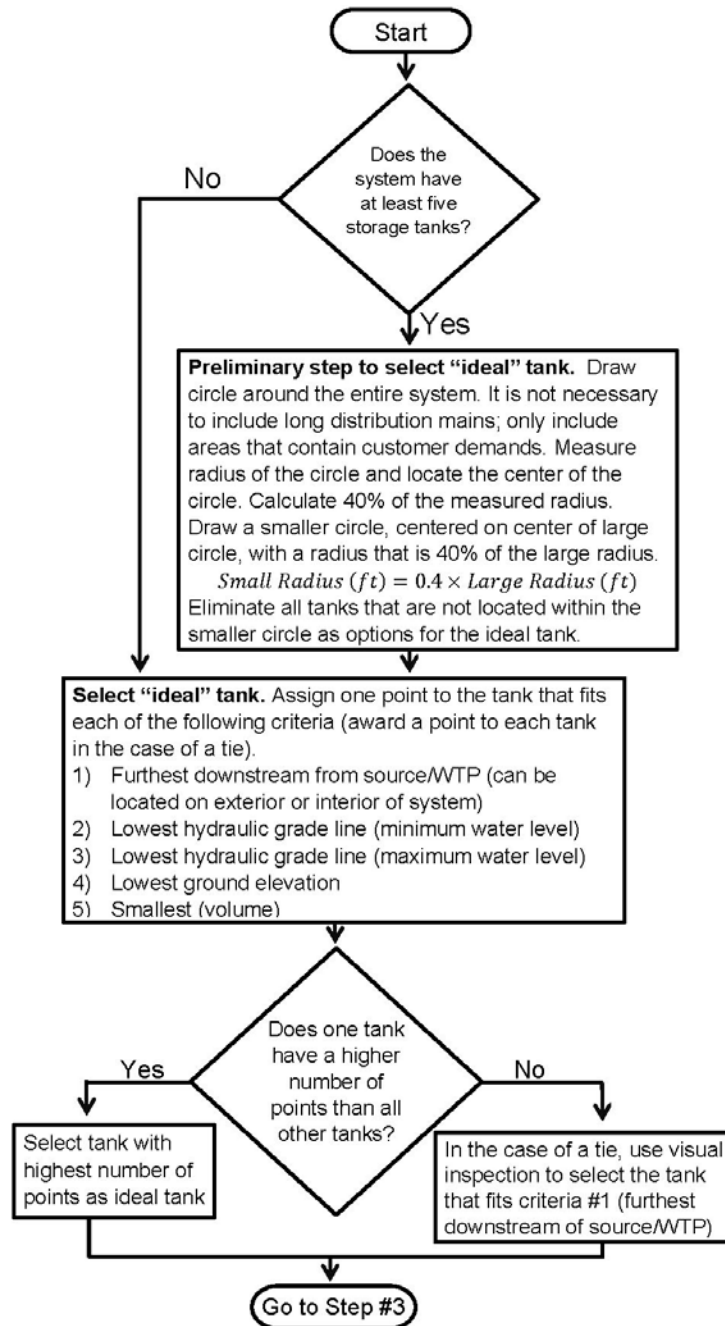 Start
Does the
system have
at least five
storage tanks?
No
Yes
Preliminary step to select “ideal” tank. Draw
circle around the entire system. It is not necessary
to include long distribution mains; only include
areas that contain customer demands. Measure
radius of the circle and locate the center of the
circle. Calculate 40% of the measured radius.
Draw a smaller circle, centered on center of large
circle, with a radius that is 40% of the large radius.
Small Radius (ft) = 0.4 × Large Radius (ft)
Eliminate all tanks that are not located within the
smaller circle as options for the ideal tank.
Select “ideal” tank. Assign one point to the tank that fits
each of the following criteria (award a point to each tank
in the case of a tie).
1) Furthest downstream from source/WTP (can be
located on exterior or interior of system)
2) Lowest hydraulic grade line (minimum water level)
3) Lowest hydraulic grade line (maximum water level)
4) Lowest ground elevation
5) Smallest (volume)
Does one tank
have a higher
number of
points than all
other tanks?
Yes
No
Select tank with
highest number of
points as ideal tank
In the case of a tie, use visual
inspection to select the tank
that fits criteria #1 (furthest
downstream of source/WTP)
Go to Step #3